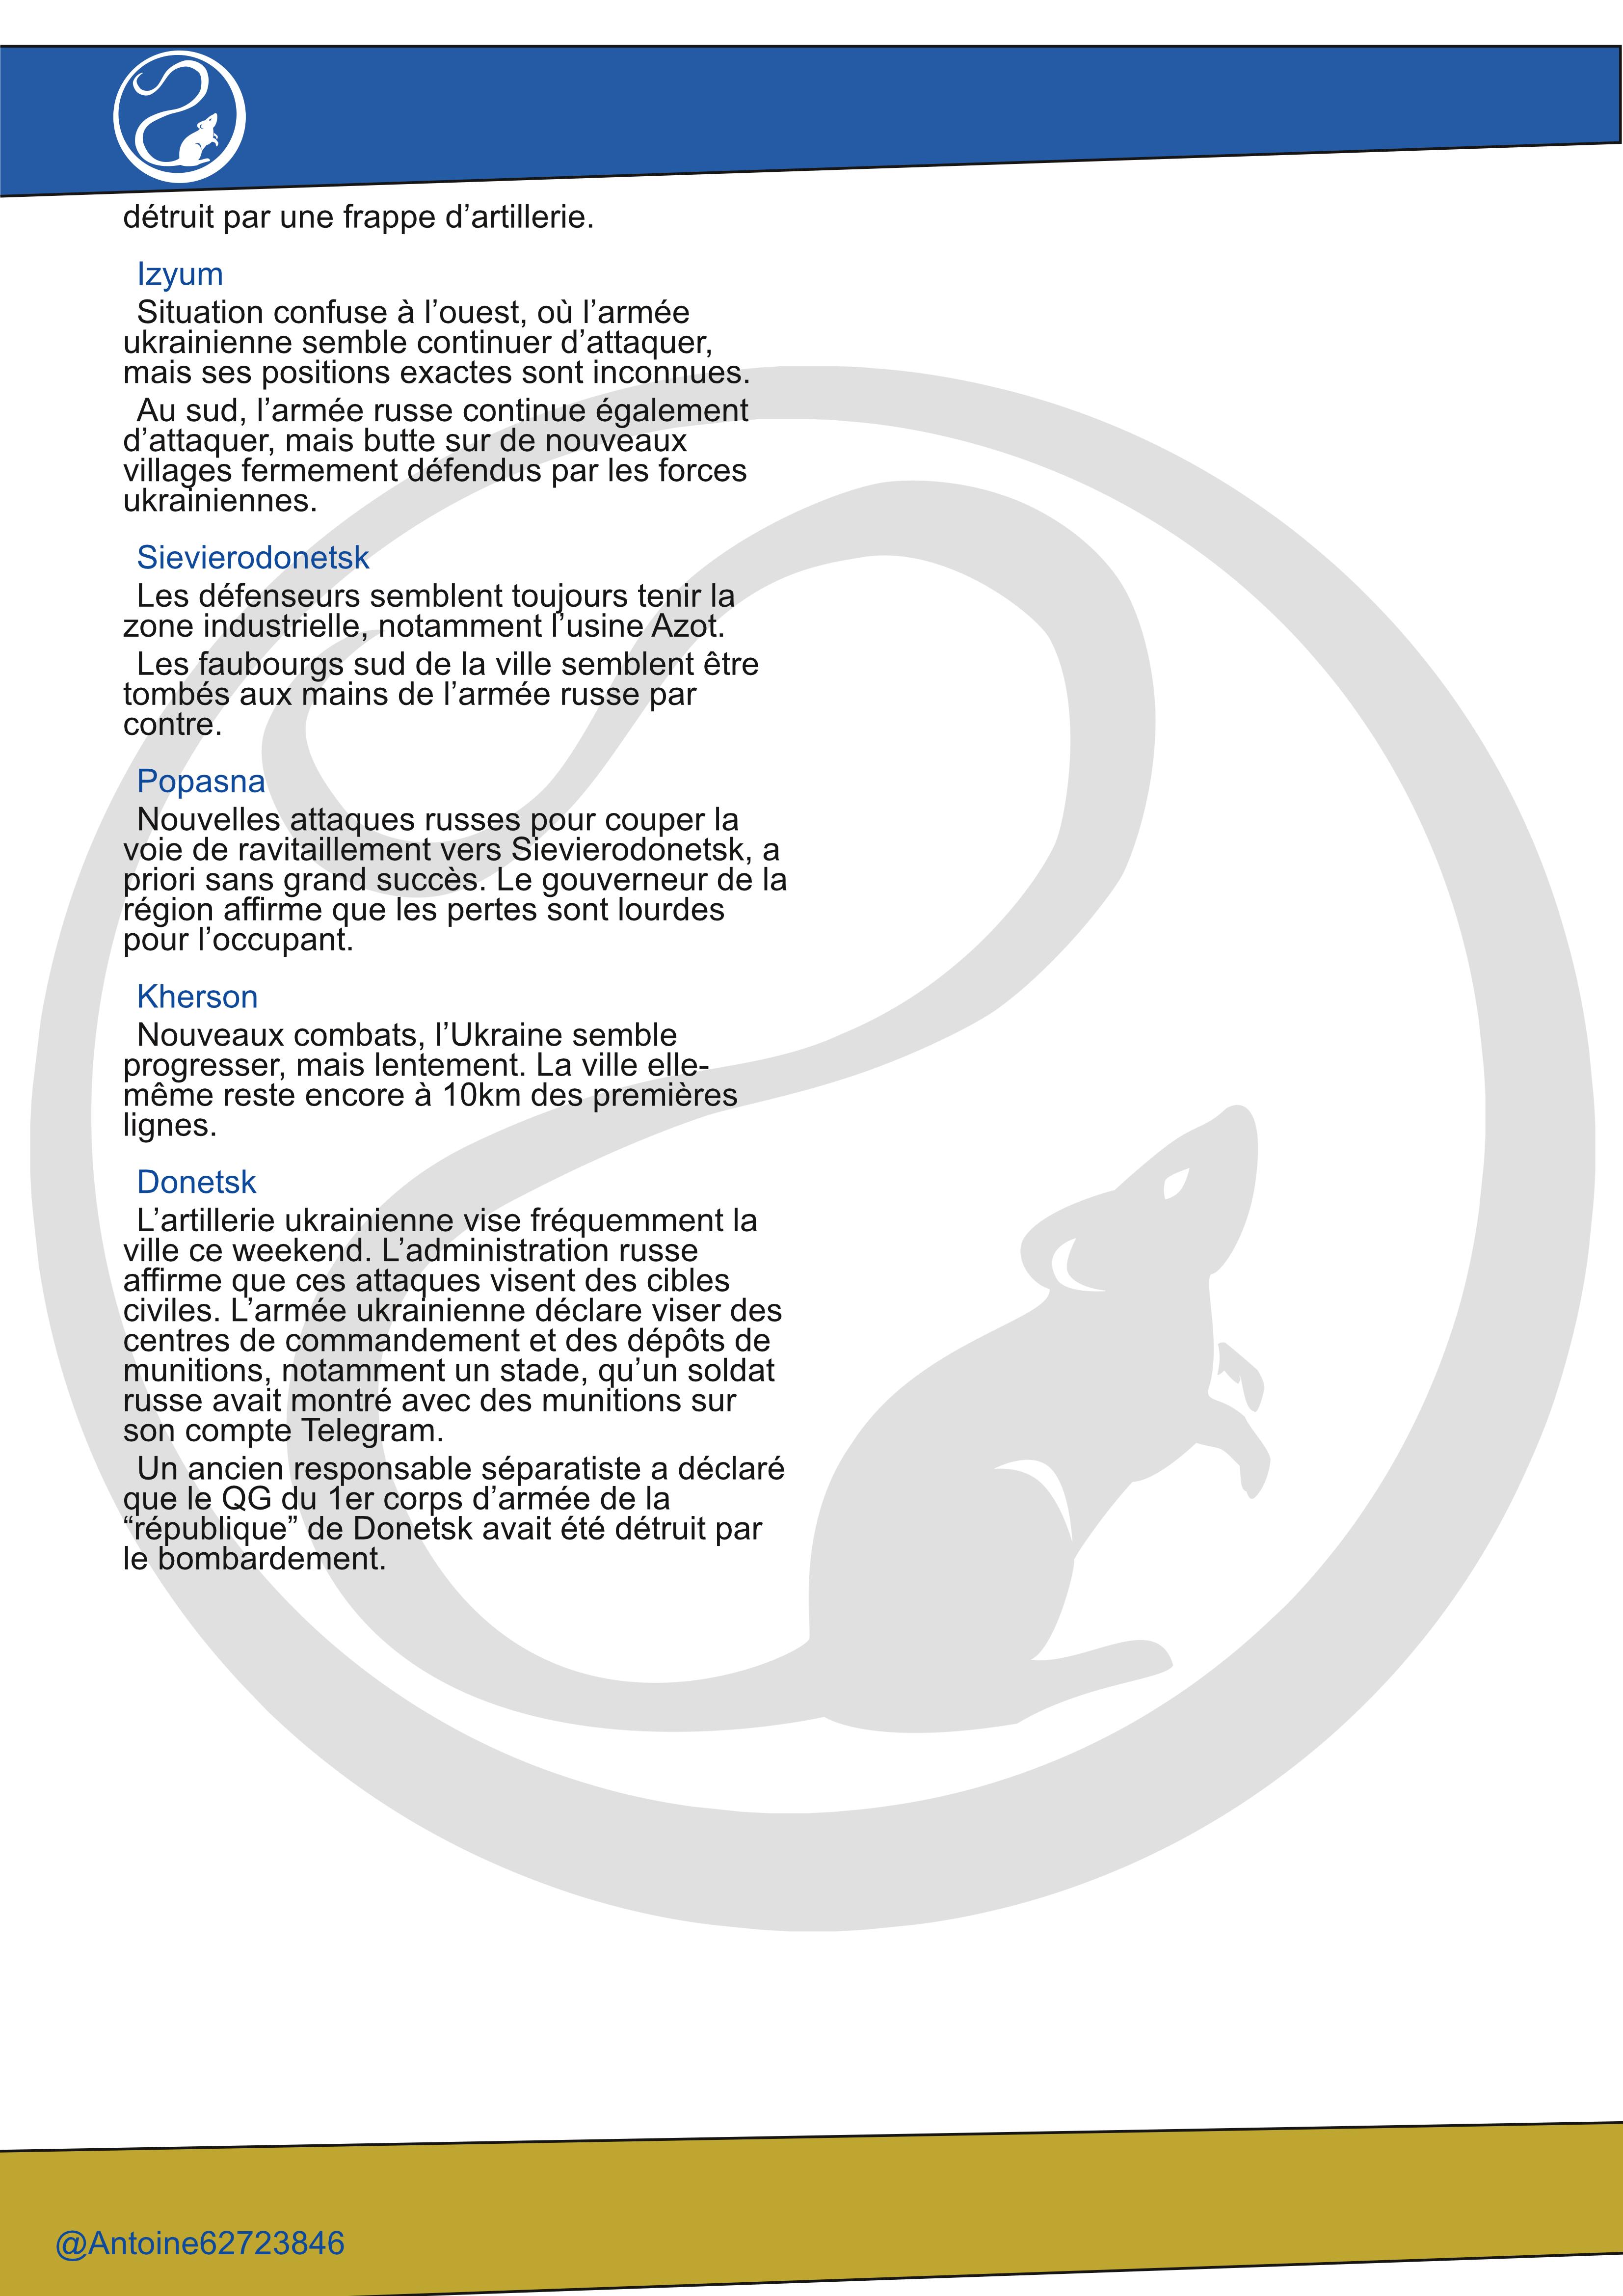 détruit par une frappe d’artillerie.
Izyum
Situation confuse à l’ouest, où l’armée
ukrainienne semble continuer d’attaquer,
mais ses positions exactes sont inconnues.
Au sud, l’armée russe continue également
d’attaquer, mais butte sur de nouveaux
villages fermement défendus par les forces
ukrainiennes.
Sievierodonetsk
Les défenseurs semblent toujours tenir la
zone industrielle, notamment l’usine Azot.
Les faubourgs sud de la ville semblent être
tombés aux mains de l’armée russe par
contre.
Popasna
Nouvelles attaques russes pour couper la
voie de ravitaillement vers Sievierodonetsk, a
priori sans grand succès. Le gouverneur de la
région affirme que les pertes sont lourdes
pour l’occupant.
Kherson
Nouveaux combats, l’Ukraine semble
progresser, mais lentement. La ville elle-
même reste encore à 10km des premières
lignes.
Donetsk
L’artillerie ukrainienne vise fréquemment la
ville ce weekend. L’administration russe
affirme que ces attaques visent des cibles
civiles. L’armée ukrainienne déclare viser des
centres de commandement et des dépôts de
munitions, notamment un stade, qu’un soldat
russe avait montré avec des munitions sur
son compte Telegram.
Un ancien responsable séparatiste a déclaré
que le QG du 1er corps d’armée de la
“république” de Donetsk avait été détruit par
le bombardement.
@Antoine62723846